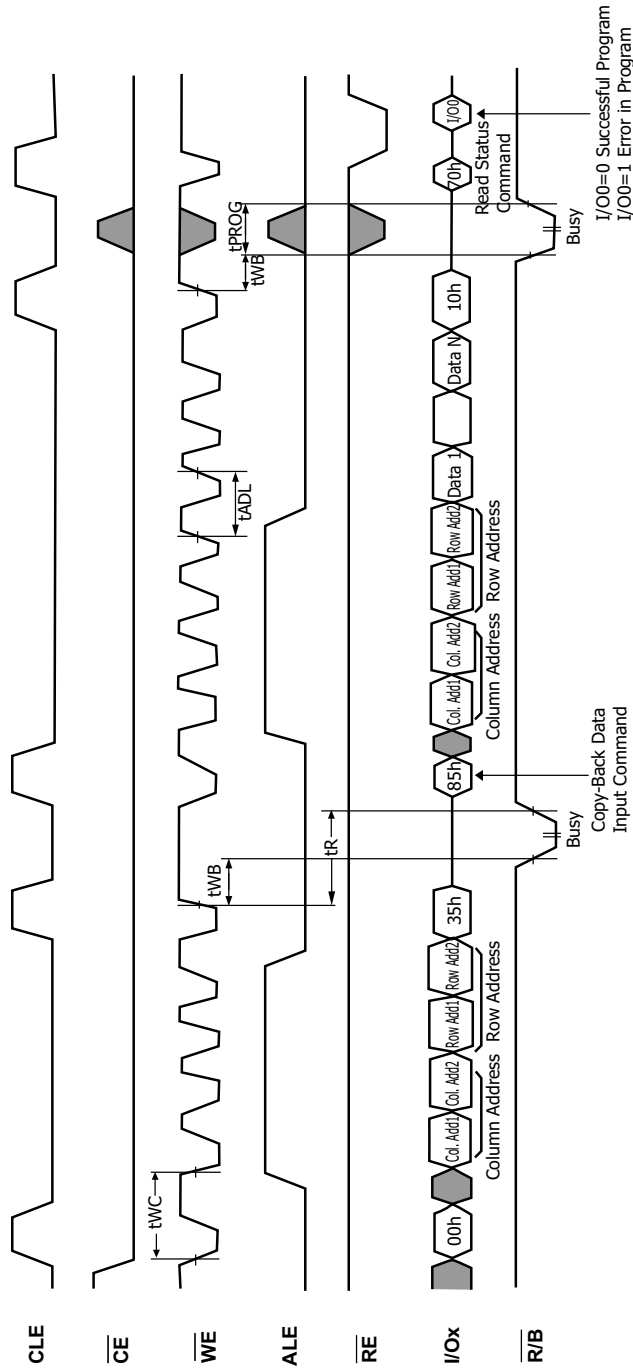 CLE
CE
WE
ALE
RE
I/Ox
R/B
tWC
tWB
tADL
tWB
tPROG
tR
00h
Col. Add1
Col. Add2
Row Add1
Row Add2
35h
85h
Col. Add1
Col. Add2
Row Add1
Row Add2
Data 1
Data N
10h
70h
I/O0
Column Address
Row Address
Column Address
Row Address
Read Status
Command
Busy
Busy
Copy-Back Data
Input Command
I/O0=0 Successful Program
I/O0=1 Error in Program